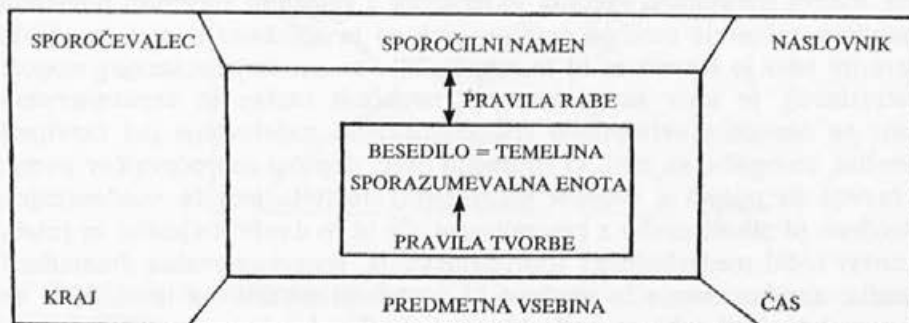 SPOROČEVALEC
SPOROČILNI NAMEN
NASLOVNIK
PRAVILA RABE
BESEDILO = TEMELJNA
SPORAZUMEVALNA ENOTA
PRAVILA TVORBE
KRAJ
PREDMETNA VSEBINA
ČAS